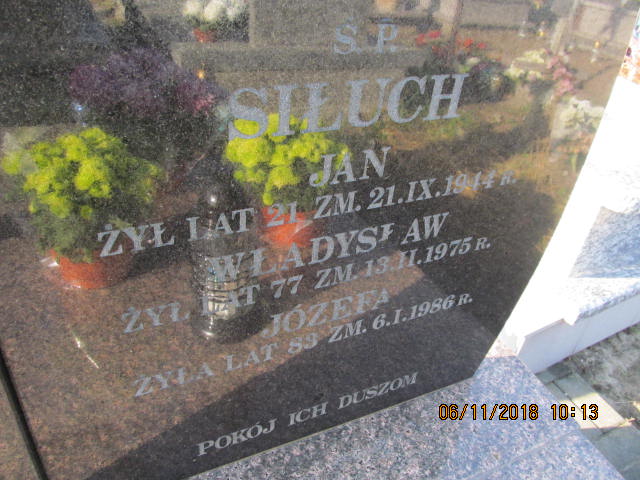 Ś. P.
SIŁUCH
JAN
ŻYŁ LAT 21 ZM. 21.IX.1944 R.
WŁADYSŁAW
ŻYŁ LAT 77 ZM. 13.II.1975 R.
JÓZEFA
ŻYŁA LAT 83 ZM. 6.I.1986 R.
POKÓJ ICH DUSZOM
06/11/2018 10:13